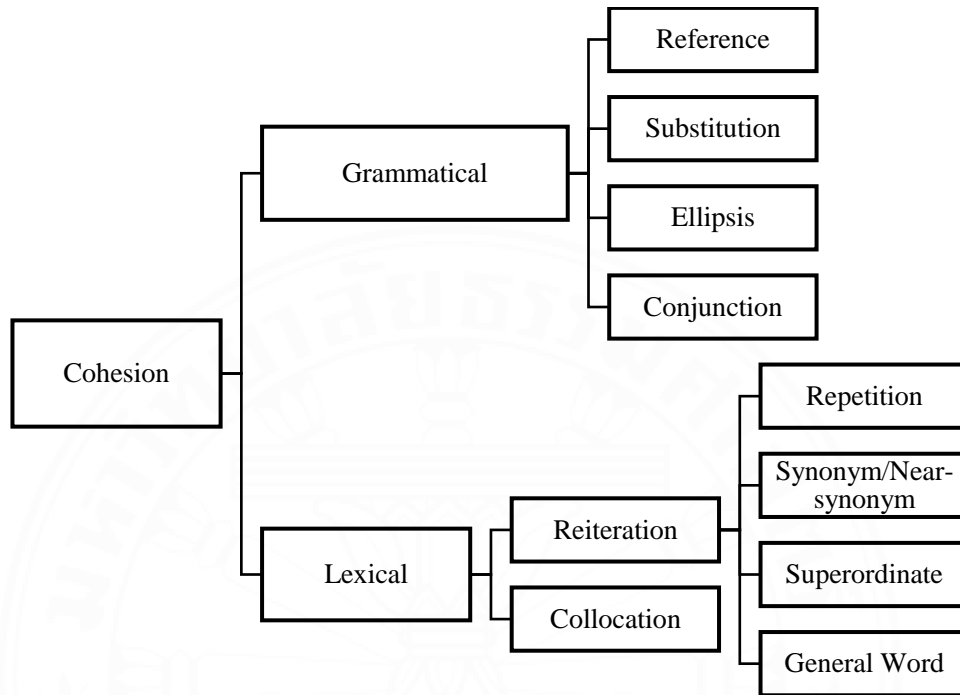 Reference
Substitution
Grammatical
Ellipsis
Conjunction
Cohesion
Repetition
Synonym/Near-
synonym
Reiteration
Lexical
Superordinate
Collocation
General Word